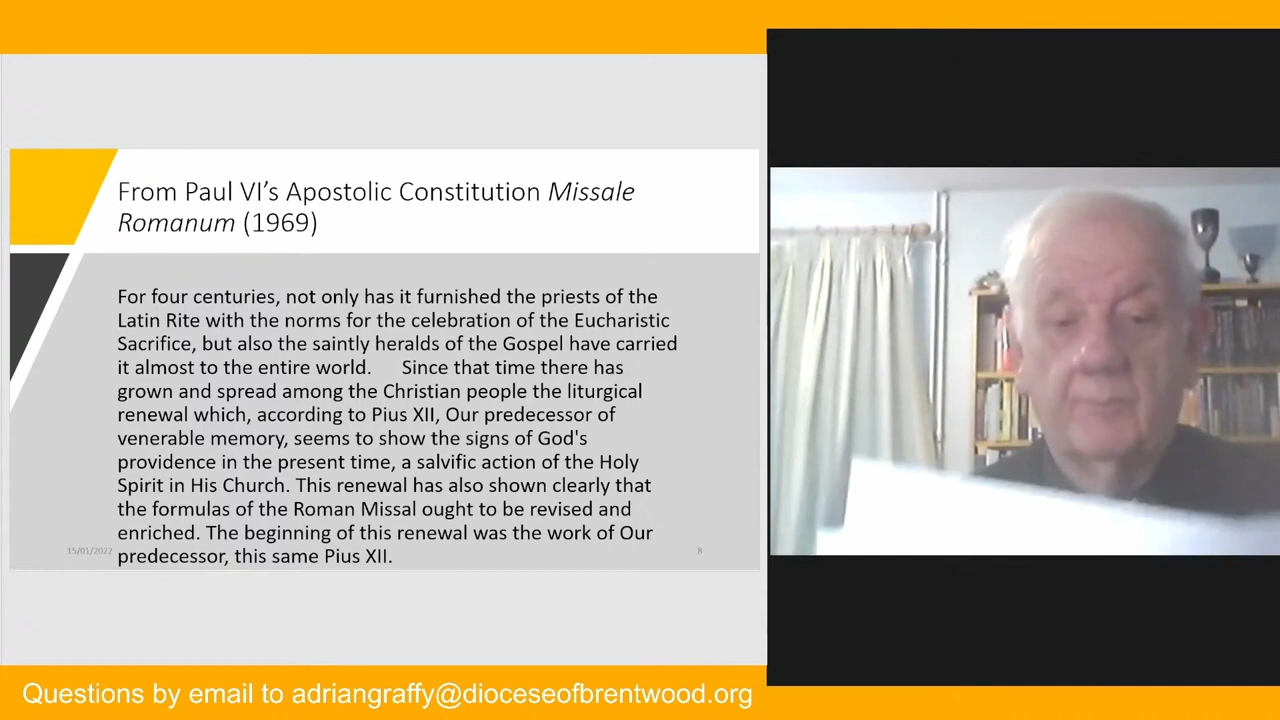 From Paul VI’s Apostolic Constitution Missale
Romanum (1969)
For four centuries, not only has it furnished the priests of the
Latin Rite with the norms for the celebration of the Eucharistic
Sacrifice, but also the saintly heralds of the Gospel have carried
it almost to the entire world. Since that time there has
grown and spread among the Christian people the liturgical
renewal which, according to Pius XII, Our predecessor of
venerable memory, seems to show the signs of God's
providence in the present time, a salvific action of the Holy
Spirit in His Church. This renewal has also shown clearly that
the formulas of the Roman Missal ought to be revised and
enriched. The beginning of this renewal was the work of Our
predecessor, this same Pius XII.
15/01/2022
8
Questions by email to adriangraffy@dioceseofbrentwood.org